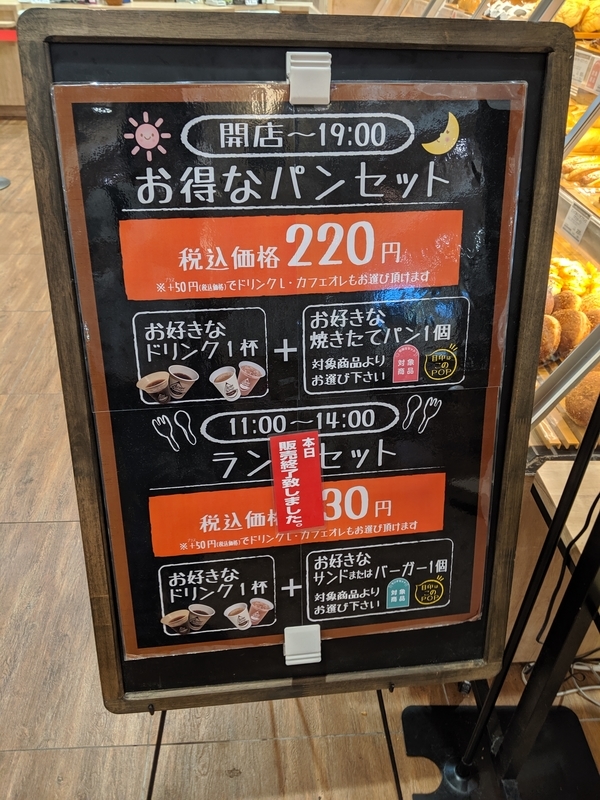 開店～19:00
お得なパンセット
税込価格220円
※+50円(税込価格)でドリンクL・カフェオレもお選び頂けます
お好きな
ドリンク1杯
+
お好きな
焼きたてパン1個
対象商品より
お選び下さい
対象
商品
目印は
この
POP
11:00～14:00
ラン
セット
本日
販売終了致しました。
税込価
30円
※+50円(税込価格)でドリンクL・カフェオレもお選び頂けます
お好きな
ドリンク1杯
+
お好きな
サンドまたはバーガー1個
対象商品より
お選び下さい
対象
商品
目印は
この
POP